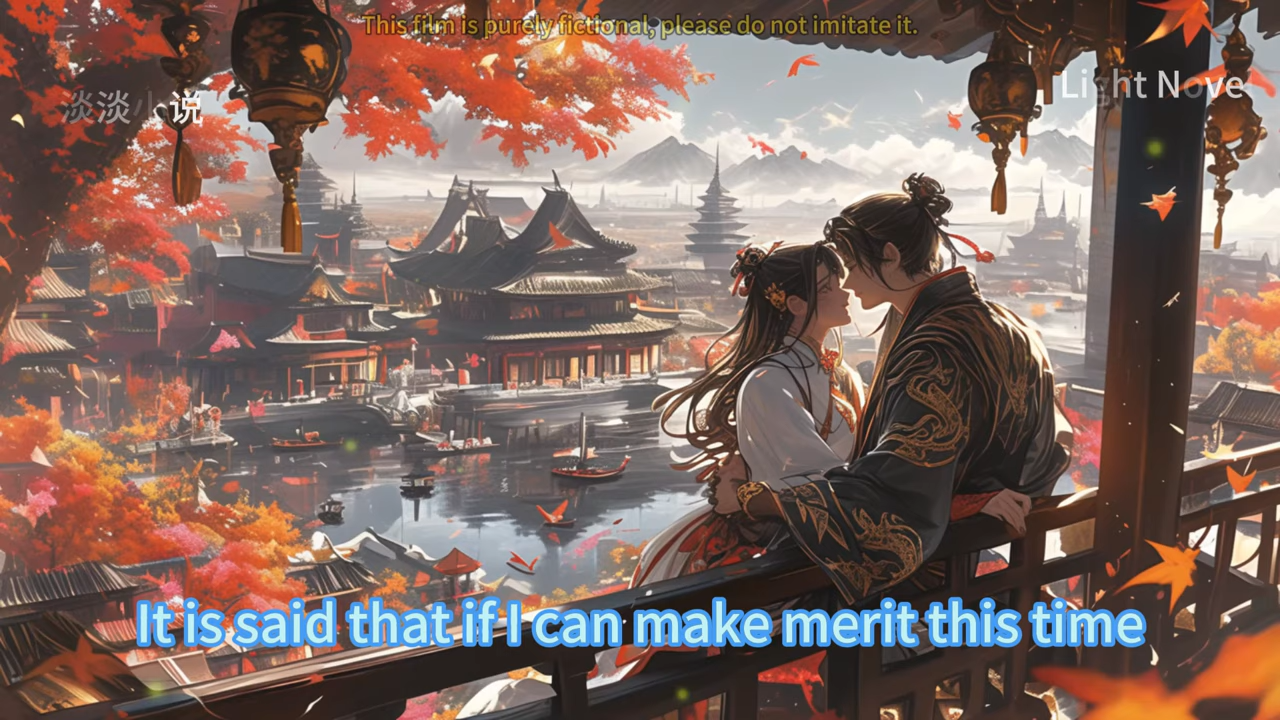 This film is purely fictional, please do not imitate it.
淡淡小说
Light Nove
It is said that if I can make merit this time